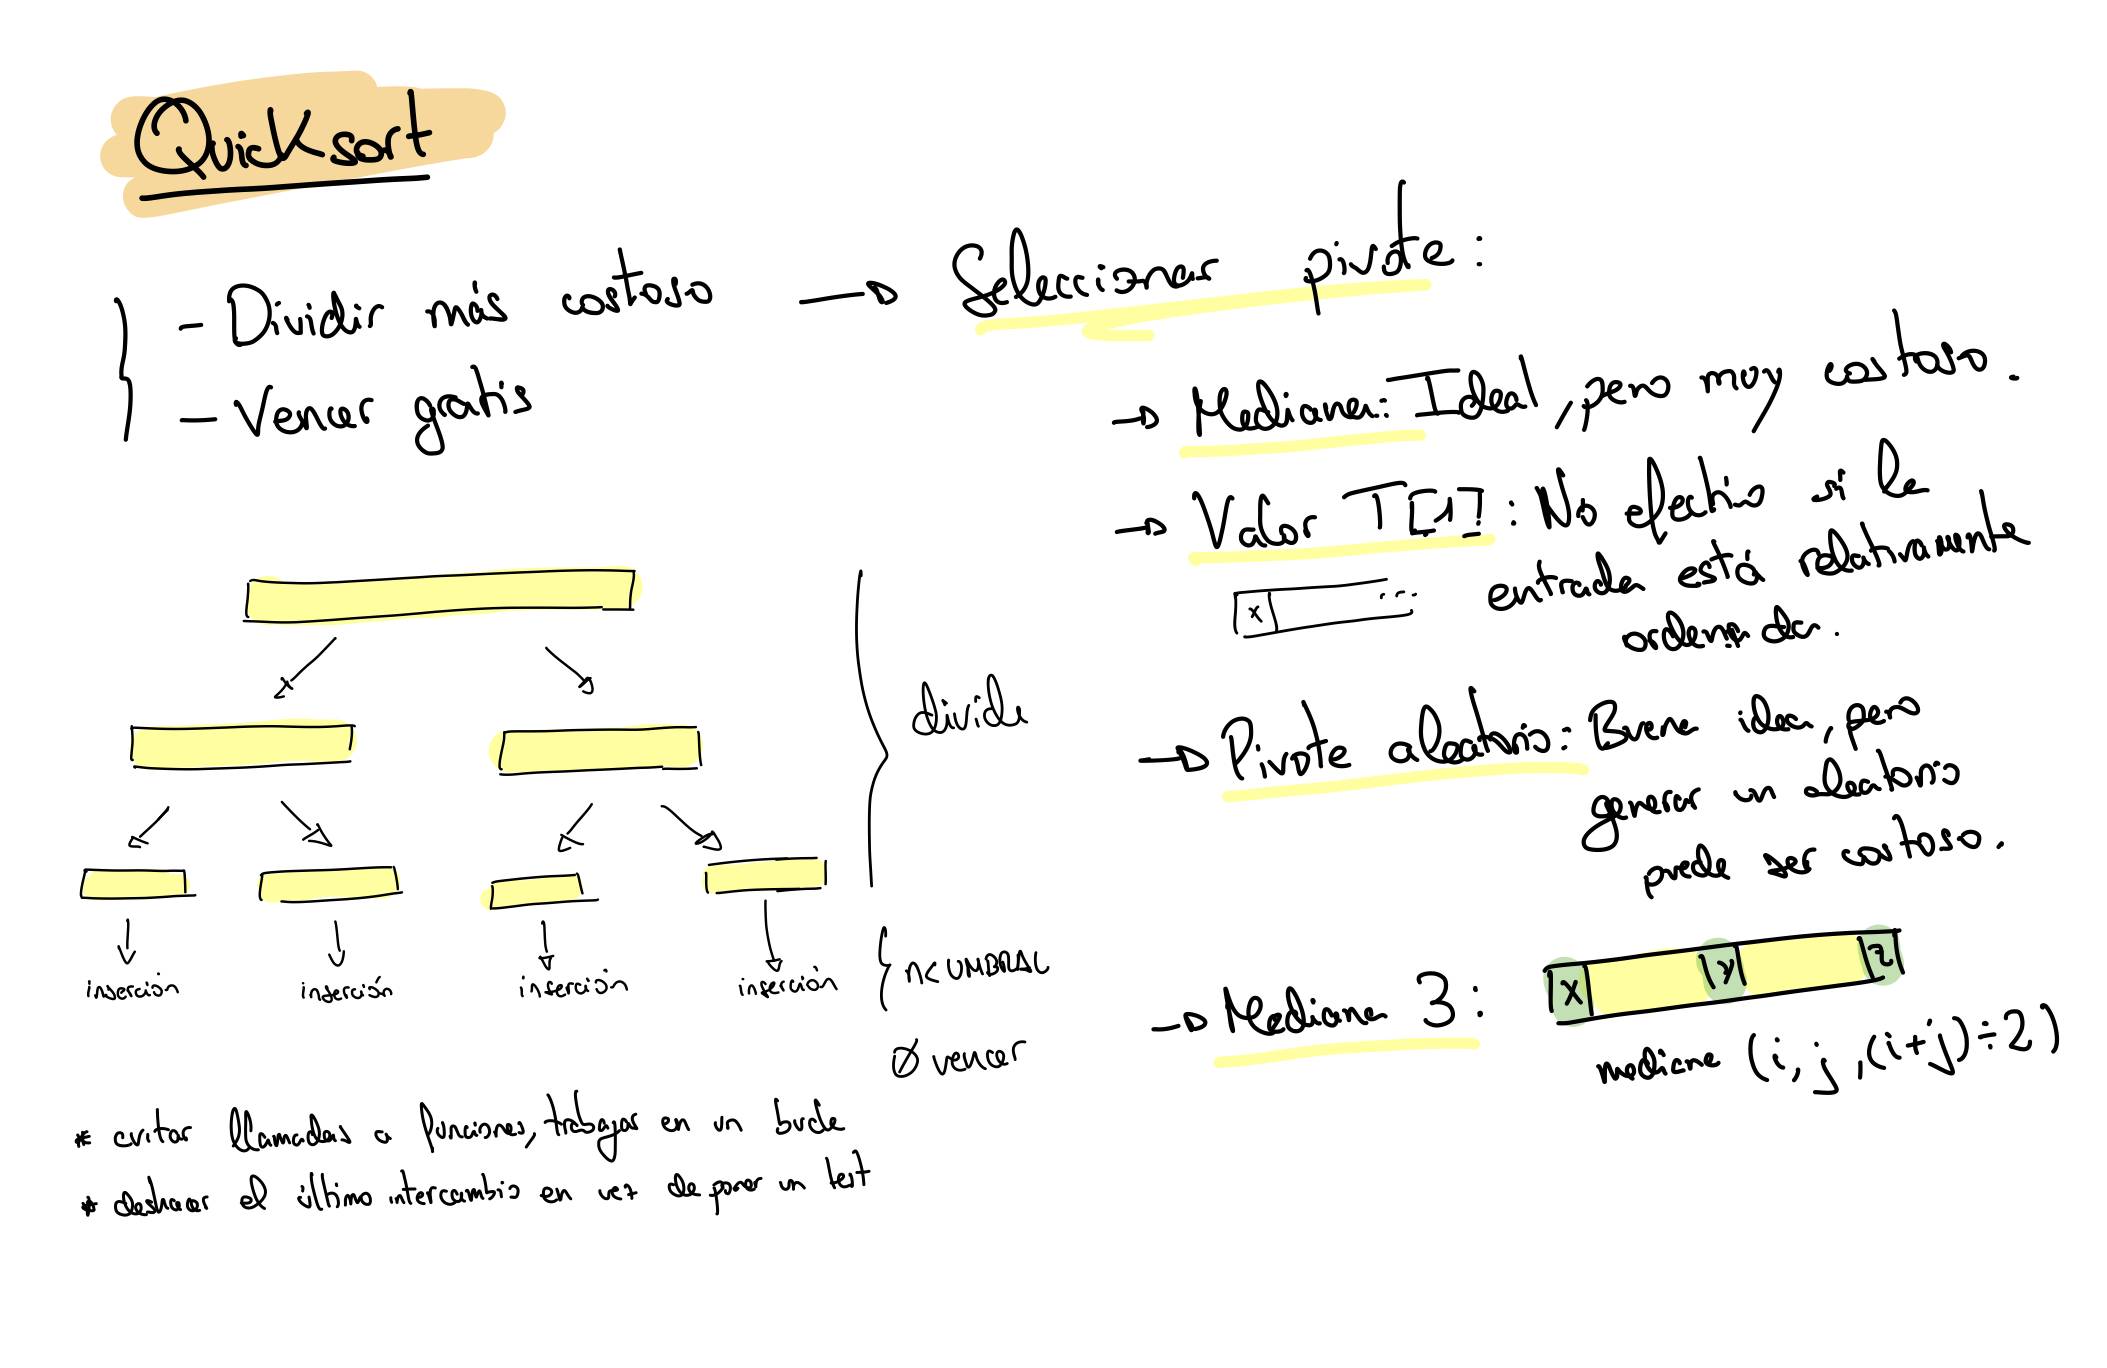 Quicksort
- Dividir más costoso → Seleccionar pivote:
- Vencer gratis
→ Mediana: Ideal, pero muy costoso.
→ Valor T[1]: No efectivo si la
entrada está relativamente
ordenada.
x ...
→ Pivote aleatorio: Buena idea, pero
generar un aleatorio
puede ser costoso.
→ Mediana 3:
x y z
mediana (i, j, (i+j)÷2)
divide
inserción inserción inserción inserción
n< UMBRAL
Ø vencer
* evitar llamadas a funciones, trabajar en un bucle
* deshacer el último intercambio en vez de poner un test